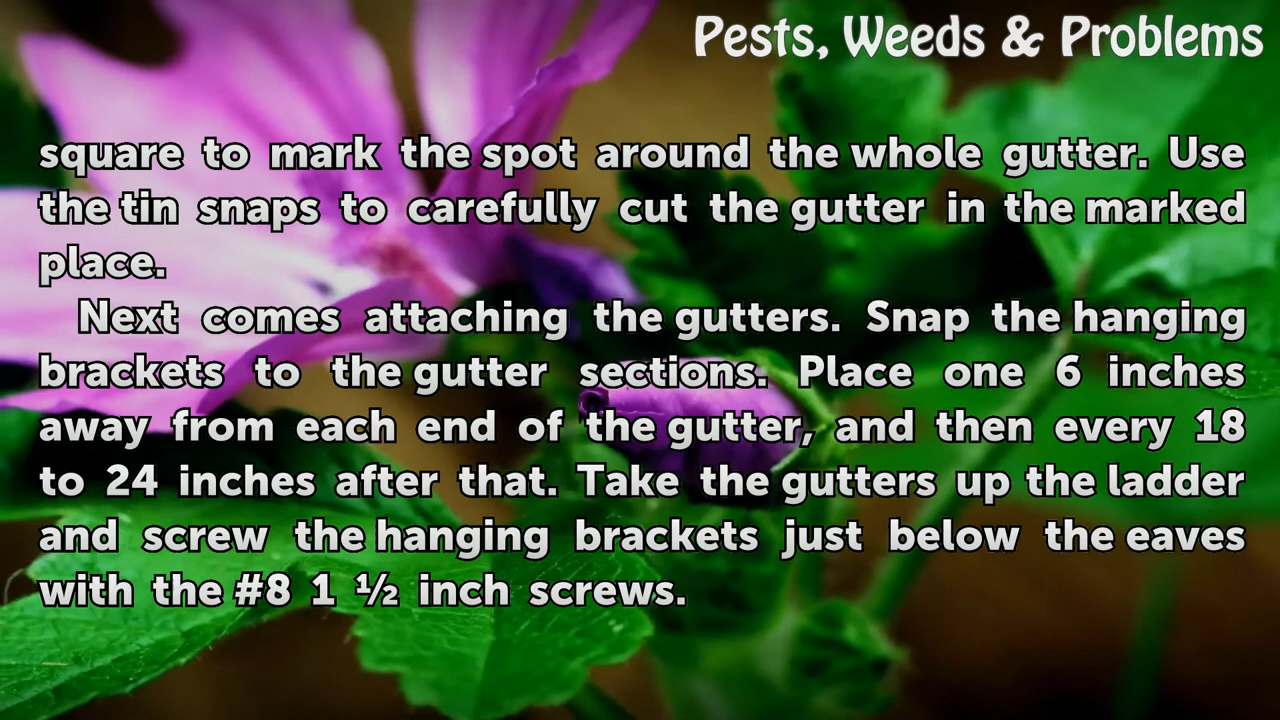 Pests, Weeds & Problems
square to mark the spot around the whole gutter. Use
the tin snaps to carefully cut the gutter in the marked
place.
Next comes attaching the gutters. Snap the hanging
brackets to the gutter sections. Place one 6 inches
away from each end of the gutter, and then every 18
to 24 inches after that. Take the gutters up the ladder
and screw the hanging brackets just below the eaves
with the #8 1 ½ inch screws.